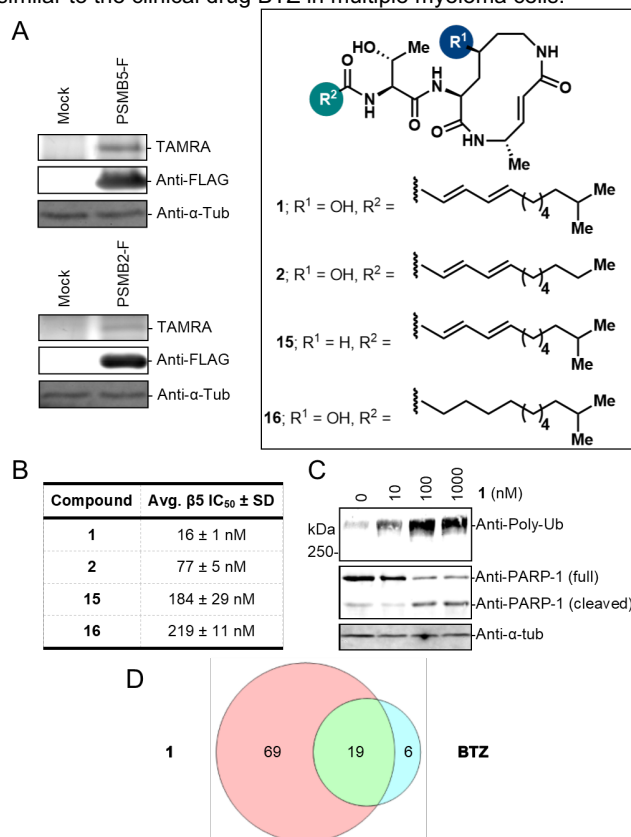 similar to the clinical drug BTZ in multiple myeloma cells.
A
Mock
PSMB5-F
TAMRA
Anti-FLAG
Anti-α-Tub
Mock
PSMB2-F
TAMRA
Anti-FLAG
Anti-α-Tub
HO
Me
R¹
NH
O
O
H
N
R²
N
H
O
O
HN
Me
1; R¹ = OH, R² =
4
Me
Me
2; R¹ = OH, R² =
4
Me
15; R¹ = H, R² =
4
Me
Me
16; R¹ = OH, R² =
4
Me
Me
B
Compound Avg. β5 IC₅₀ ± SD
1 16 ± 1 nM
2 77 ± 5 nM
15 184 ± 29 nM
16 219 ± 11 nM
C
0 10 100 1000 1 (nM)
kDa
250-
-Anti-Poly-Ub
-Anti-PARP-1 (full)
-Anti-PARP-1 (cleaved)
-Anti-α-tub
D
1 69 19 6 BTZ